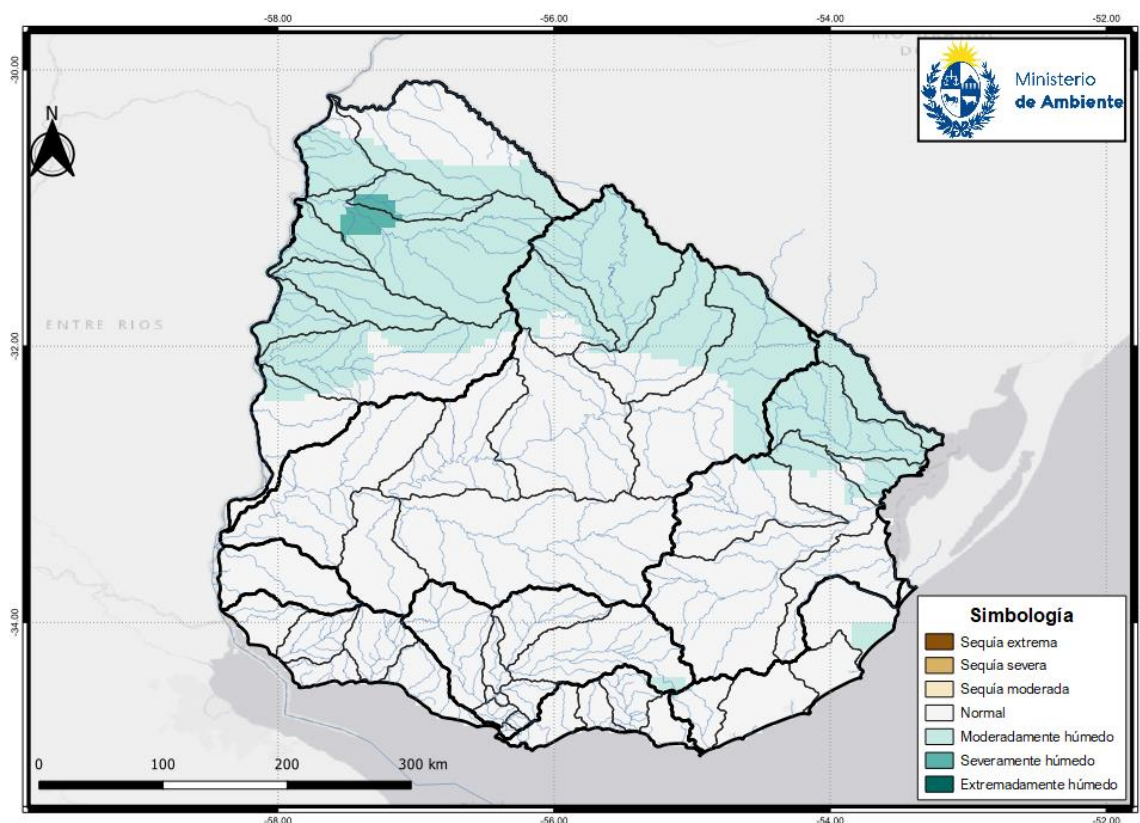 -58.00 -56.00 -54.00 -52.00
-30.00
N
Ministerio
de Ambiente
ENTRE RIOS
-32.00
-34.00
Simbología
Sequía extrema
Sequía severa
Sequía moderada
Normal
Moderadamente húmedo
Severamente húmedo
Extremadamente húmedo
0 100 200 300 km
-58.00 -56.00 -54.00 -52.00